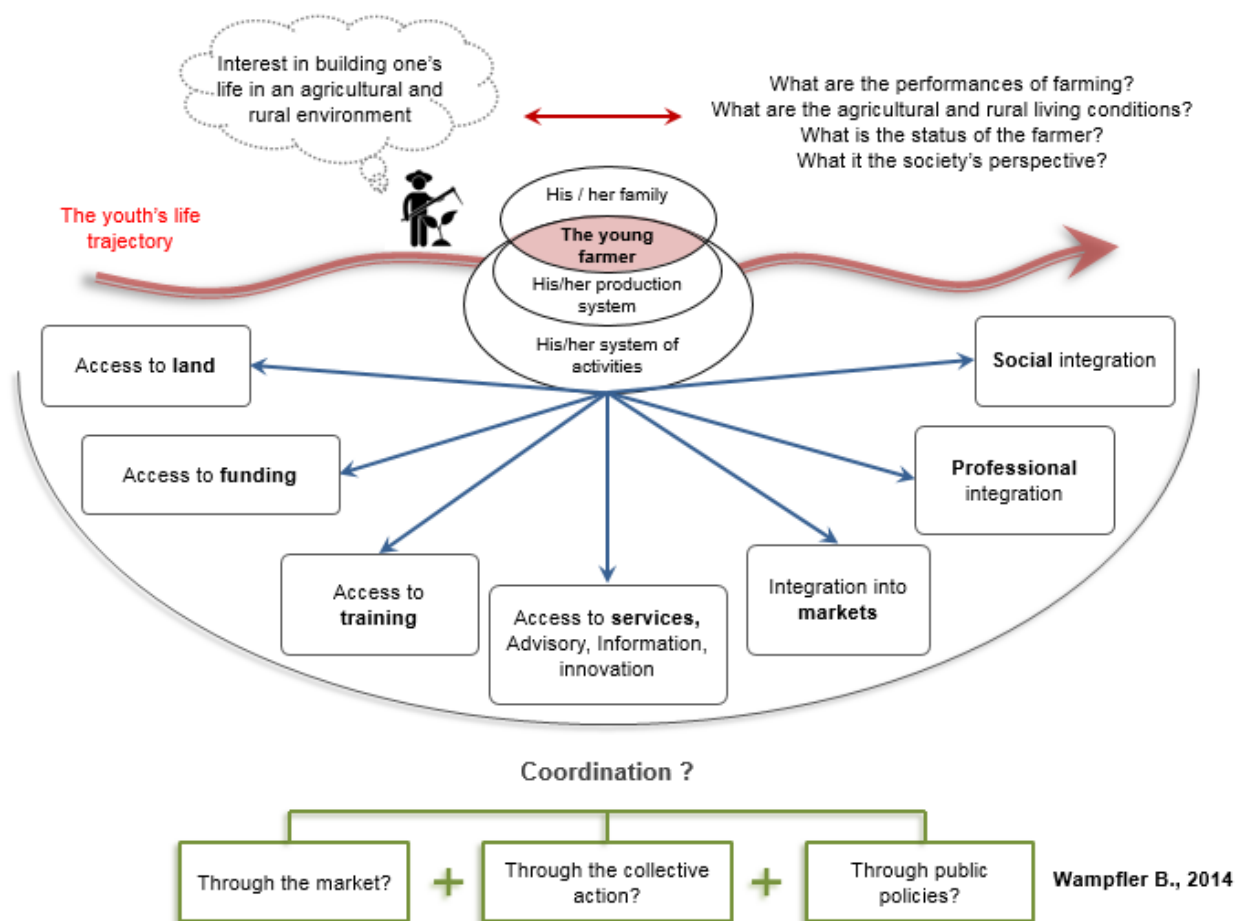 Interest in building one's
life in an agricultural and
rural environment
What are the performances of farming?
What are the agricultural and rural living conditions?
What is the status of the farmer?
What it the society's perspective?
The youth's life
trajectory
His / her family
The young
farmer
His/her production
system
His/her system of
activities
Access to land
Access to funding
Access to
training
Access to services,
Advisory, Information,
innovation
Integration into
markets
Professional
integration
Social integration
Coordination ?
Through the market?
+
Through the collective
action?
+
Through public
policies?
Wampfler B., 2014